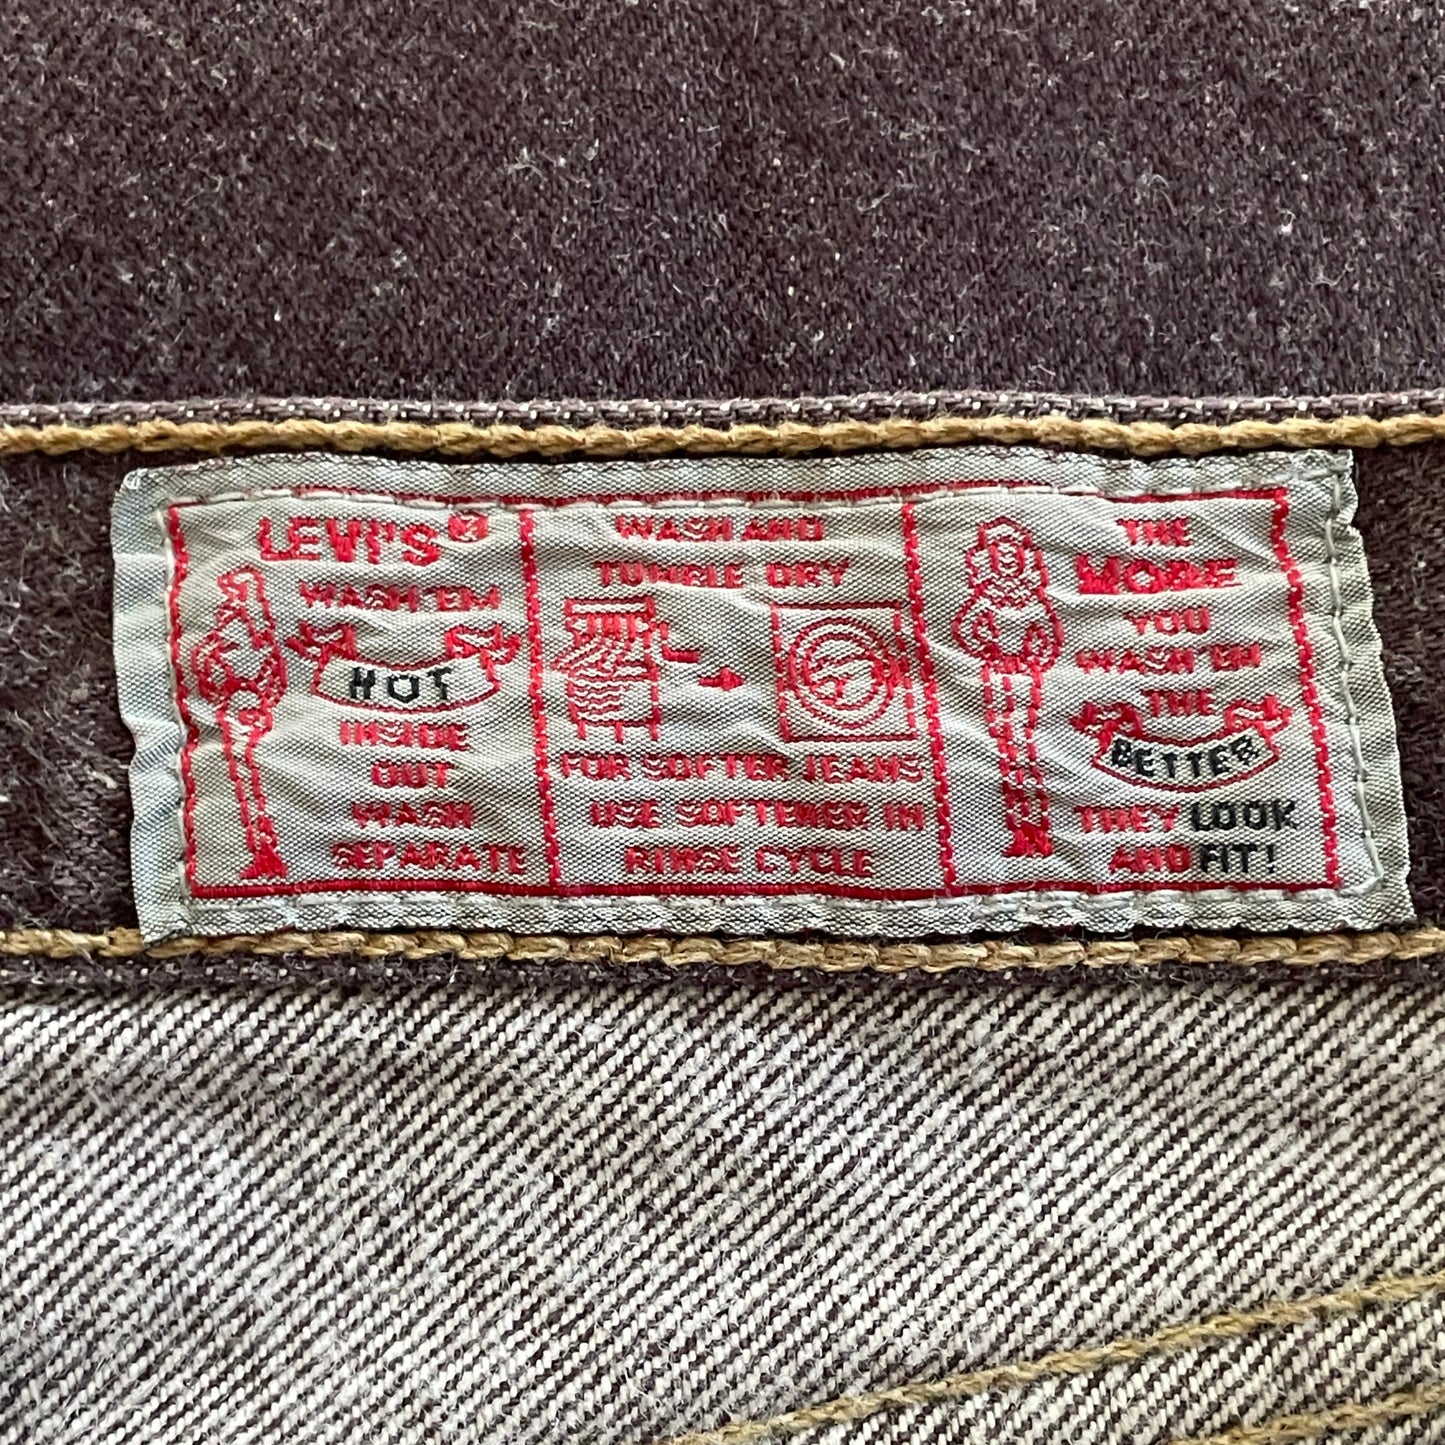 LEVI'S®
WASH 'EM
HOT
INSIDE
OUT
WASH
SEPARATE
WASH AND
TUMBLE DRY
FOR SOFTER JEANS
USE SOFTENER IN
RINSE CYCLE
THE
MORE
YOU
WASH 'EM
THE
BETTER
THEY LOOK
AND FIT!